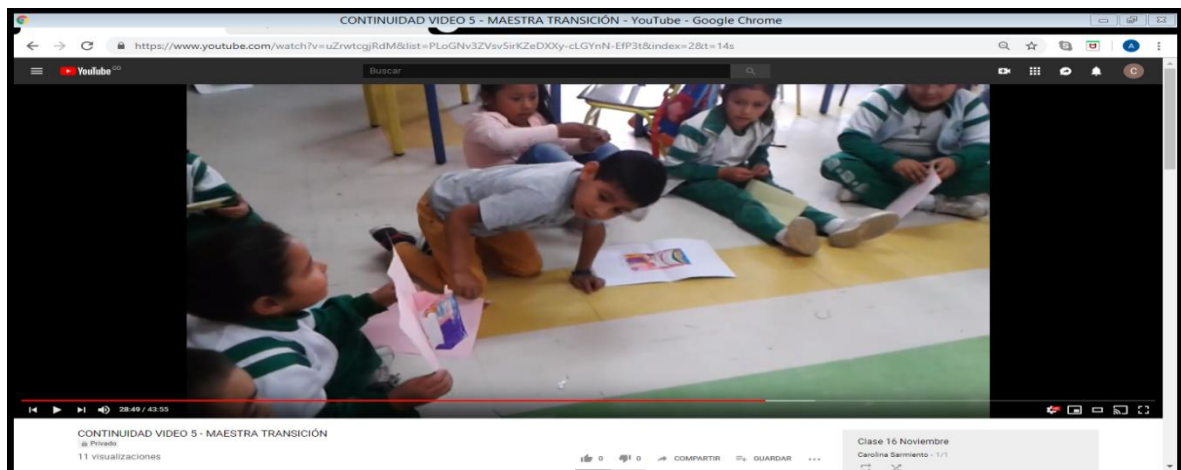 CONTINUIDAD VIDEO 5 - MAESTRA TRANSICIÓN - YouTube - Google Chrome
https://www.youtube.com/watch?v=uZrwtcgjRdM&list=PLoGNv3ZVsv5irKZeDXXy-cLGYnN-EfP3t&index=2&t=14s
YouTube CO
Buscar
C
A
28:49 / 43:55
CONTINUIDAD VIDEO 5 - MAESTRA TRANSICIÓN
Privado
11 visualizaciones
0 0 COMPARTIR GUARDAR ...
Clase 16 Noviembre
Carolina Sarmiento - 1/1